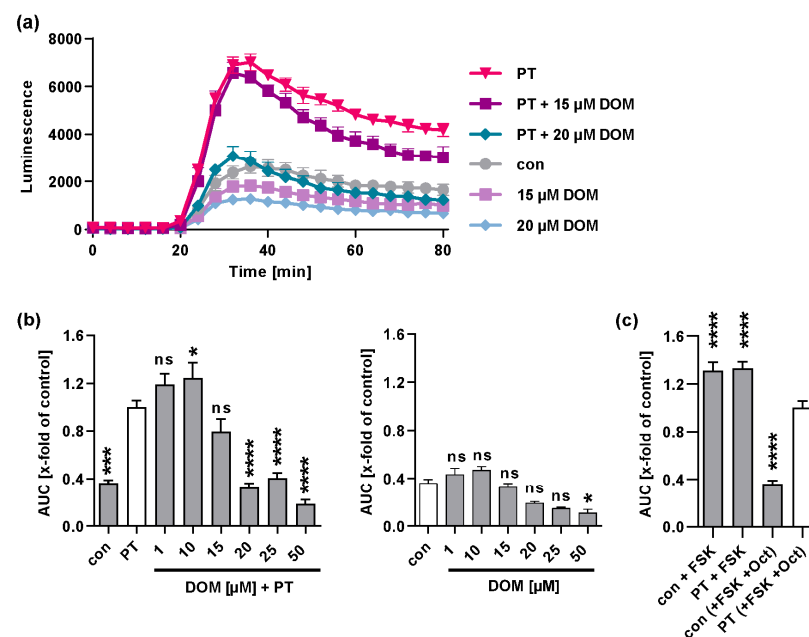 (a)
8000
6000
4000
2000
0
Luminescence
0 20 40 60 80
Time [min]
PT
PT + 15 µM DOM
PT + 20 µM DOM
con
15 µM DOM
20 µM DOM
(b)
1.6
1.2
0.8
0.4
0.0
AUC [x-fold of control]
*** ns * ns **** **** ****
con PT 1 10 15 20 25 50
DOM [µM] + PT
1.6
1.2
0.8
0.4
0.0
AUC [x-fold of control]
ns ns ns ns ns *
con 1 10 15 20 25 50
DOM [µM]
(c)
1.6
1.2
0.8
0.4
0.0
AUC [x-fold of control]
**** **** ****
con + FSK
PT + FSK
con (+FSK +Oct)
PT (+FSK +Oct)